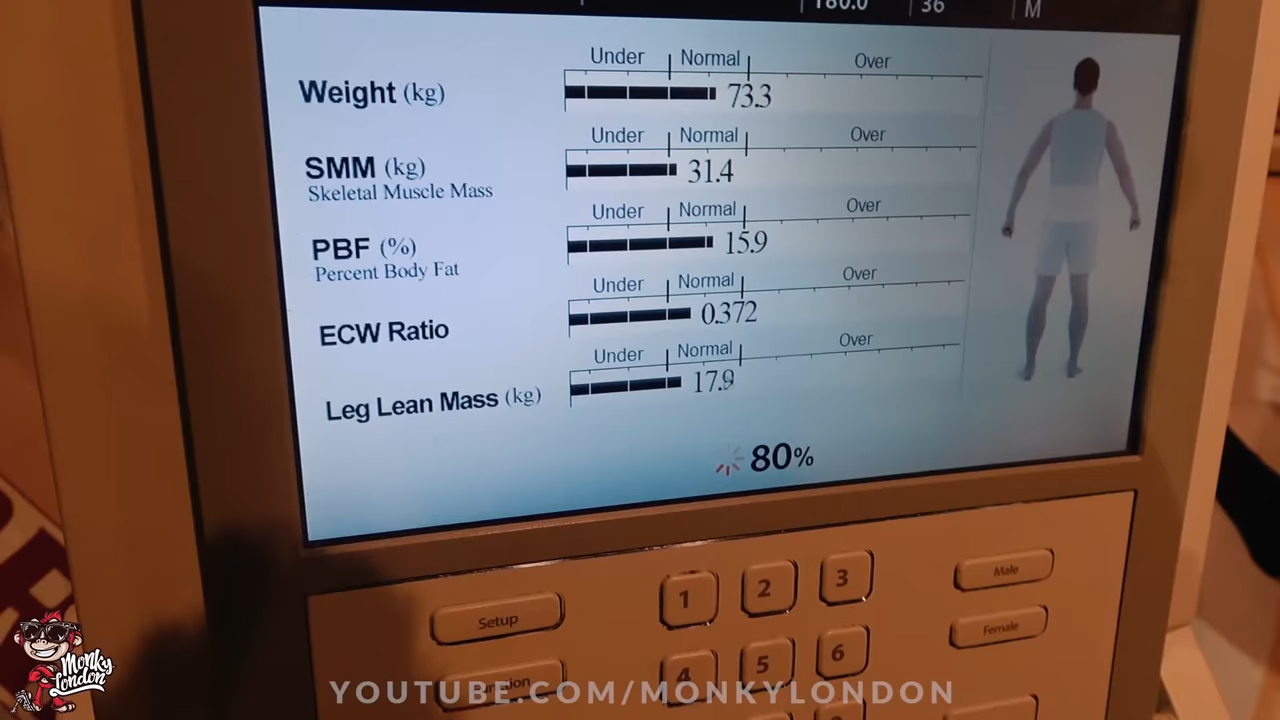 180.0 36 M
Under Normal Over
Weight (kg) 73.3
Under Normal Over
SMM (kg) 31.4
Skeletal Muscle Mass
Under Normal Over
PBF (%) 15.9
Percent Body Fat
Under Normal Over
ECW Ratio 0.372
Under Normal Over
Leg Lean Mass (kg) 17.9
80%
1 2 3
Male
Setup
Female
4 5 6
Monky
London
YOUTUBE.COM/MONKYLONDON